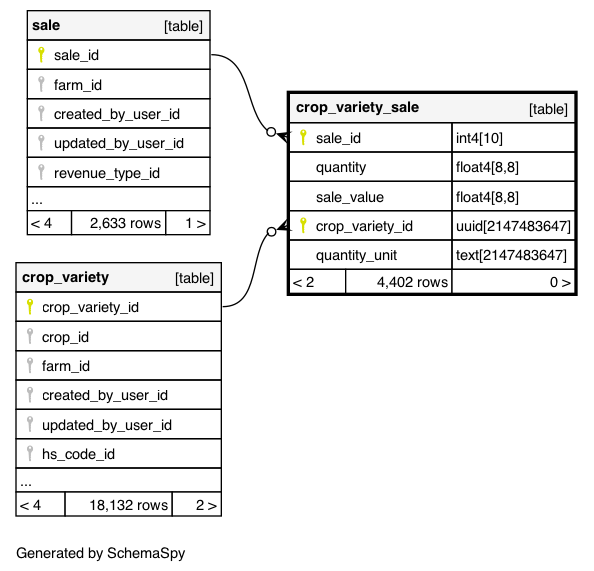 sale [table]
sale_id
farm_id
created_by_user_id
updated_by_user_id
revenue_type_id
...
< 4 2,633 rows 1 >
crop_variety_sale [table]
sale_id int4[10]
quantity float4[8,8]
sale_value float4[8,8]
crop_variety_id uuid[2147483647]
quantity_unit text[2147483647]
< 2 4,402 rows 0 >
crop_variety [table]
crop_variety_id
crop_id
farm_id
created_by_user_id
updated_by_user_id
hs_code_id
...
< 4 18,132 rows 2 >
Generated by SchemaSpy